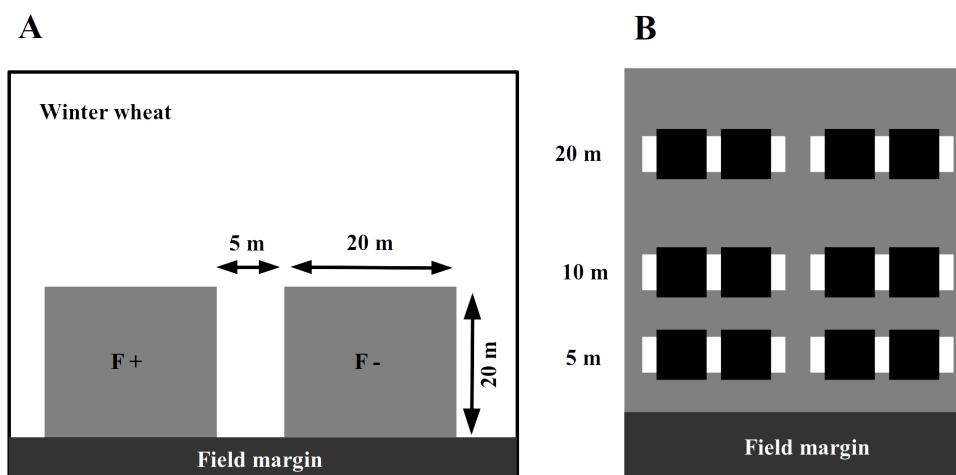 A
Winter wheat
5 m
20 m
F +
F -
20 m
Field margin
B
20 m
10 m
5 m
Field margin